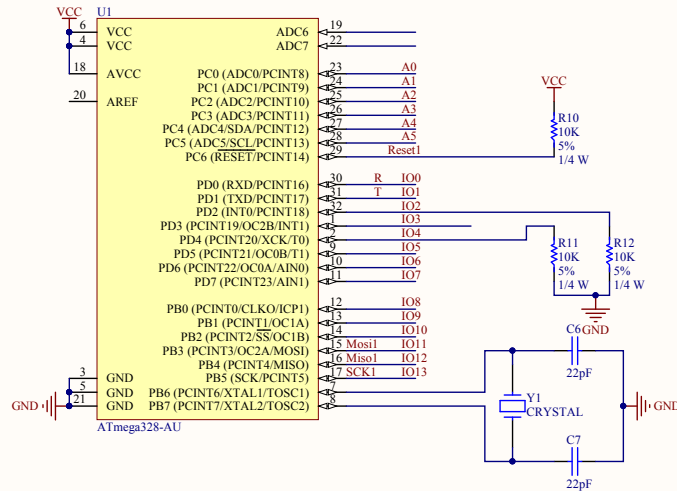 VCC
U1
6 VCC ADC6 19
4 VCC ADC7 22
18 AVCC PC0 (ADC0/PCINT8) 23 A0
PC1 (ADC1/PCINT9) 24 A1
20 AREF PC2 (ADC2/PCINT10) 25 A2
PC3 (ADC3/PCINT11) 26 A3
PC4 (ADC4/SDA/PCINT12) 27 A4
PC5 (ADC5/SCL/PCINT13) 28 A5
PC6 (RESET/PCINT14) 29 Reset1
VCC
R10
10K
5%
1/4 W
PD0 (RXD/PCINT16) 30 R IO0
PD1 (TXD/PCINT17) 31 T IO1
PD2 (INT0/PCINT18) 32 IO2
PD3 (PCINT19/OC2B/INT1) 1 IO3
PD4 (PCINT20/XCK/T0) 2 IO4
PD5 (PCINT21/OC0B/T1) 9 IO5
PD6 (PCINT22/OC0A/AIN0) 10 IO6
PD7 (PCINT23/AIN1) 11 IO7
R11
10K
5%
1/4 W
R12
10K
5%
1/4 W
GND
PB0 (PCINT0/CLKO/ICP1) 12 IO8
PB1 (PCINT1/OC1A) 13 IO9
PB2 (PCINT2/SS/OC1B) 14 IO10
PB3 (PCINT3/OC2A/MOSI) 15 Mosi1 IO11
PB4 (PCINT4/MISO) 16 Miso1 IO12
3 GND PB5 (SCK/PCINT5) 17 SCK1 IO13
5 GND PB6 (PCINT6/XTAL1/TOSC1) 7
GND 21 GND PB7 (PCINT7/XTAL2/TOSC2) 8
ATmega328-AU
C6
22pF
Y1
CRYSTAL
GND
C7
22pF